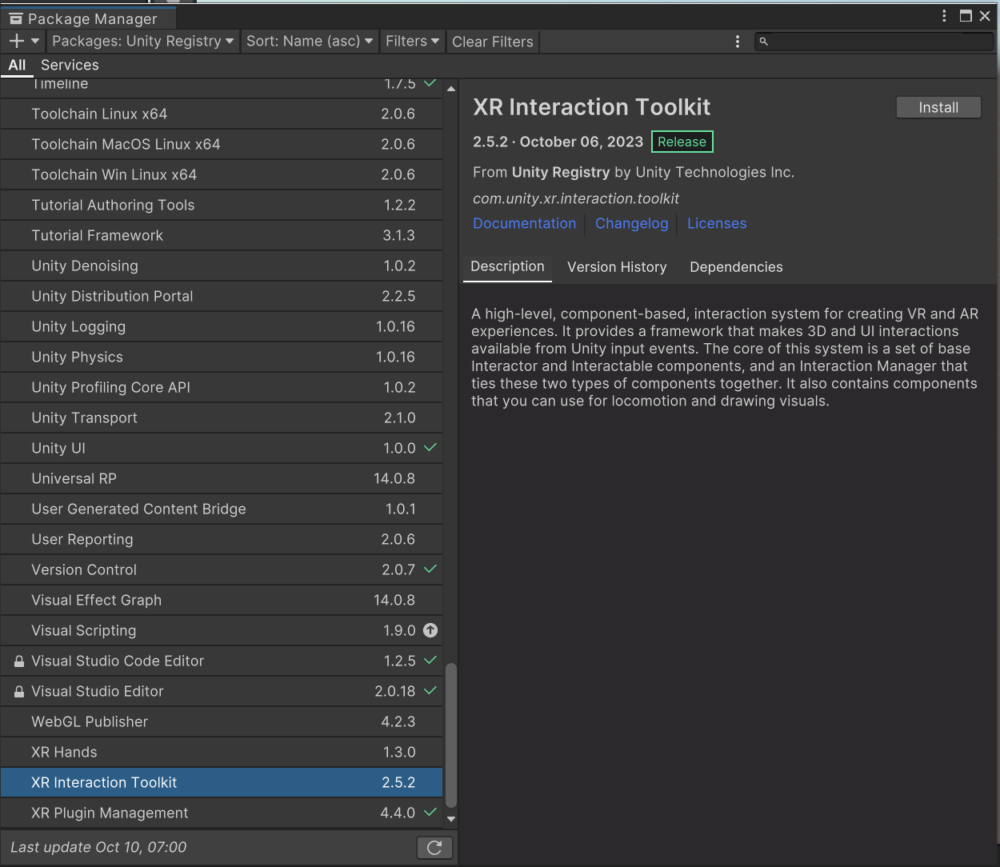 Package Manager
Packages: Unity Registry
Sort: Name (asc)
Filters
Clear Filters
All
Services
Timeline 1.7.5
Toolchain Linux x64 2.0.6
Toolchain MacOS Linux x64 2.0.6
Toolchain Win Linux x64 2.0.6
Tutorial Authoring Tools 1.2.2
Tutorial Framework 3.1.3
Unity Denoising 1.0.2
Unity Distribution Portal 2.2.5
Unity Logging 1.0.16
Unity Physics 1.0.16
Unity Profiling Core API 1.0.2
Unity Transport 2.1.0
Unity UI 1.0.0
Universal RP 14.0.8
User Generated Content Bridge 1.0.1
User Reporting 2.0.6
Version Control 2.0.7
Visual Effect Graph 14.0.8
Visual Scripting 1.9.0
Visual Studio Code Editor 1.2.5
Visual Studio Editor 2.0.18
WebGL Publisher 4.2.3
XR Hands 1.3.0
XR Interaction Toolkit 2.5.2
XR Plugin Management 4.4.0
Last update Oct 10, 07:00
XR Interaction Toolkit
Install
2.5.2 · October 06, 2023 Release
From Unity Registry by Unity Technologies Inc.
com.unity.xr.interaction.toolkit
Documentation
Changelog
Licenses
Description
Version History
Dependencies
A high-level, component-based, interaction system for creating VR and AR
experiences. It provides a framework that makes 3D and UI interactions
available from Unity input events. The core of this system is a set of base
Interactor and Interactable components, and an Interaction Manager that
ties these two types of components together. It also contains components
that you can use for locomotion and drawing visuals.